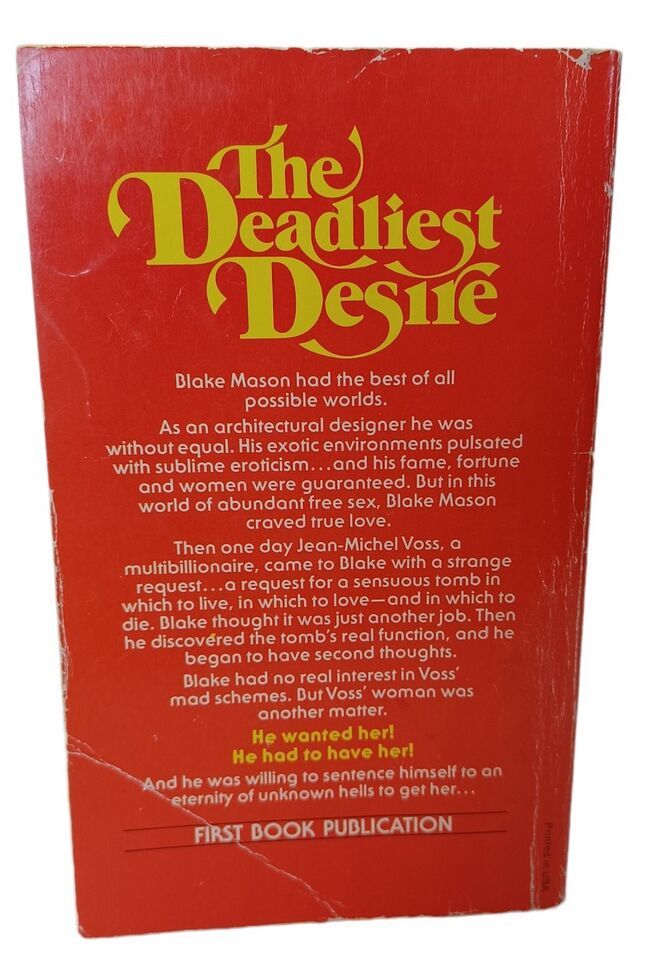 The
Deadliest
Desire
Blake Mason had the best of all
possible worlds.
As an architectural designer he was
without equal. His exotic environments pulsated
with sublime eroticism...and his fame, fortune
and women were guaranteed. But in this
world of abundant free sex, Blake Mason
craved true love.
Then one day Jean-Michel Voss, a
multibillionaire, came to Blake with a strange
request...a request for a sensuous tomb in
which to live, in which to love—and in which to
die. Blake thought it was just another job. Then
he discovered the tomb's real function, and he
began to have second thoughts.
Blake had no real interest in Voss'
mad schemes. But Voss' woman was
another matter.
He wanted her!
He had to have her!
And he was willing to sentence himself to an
eternity of unknown hells to get her...
FIRST BOOK PUBLICATION
Printed in USA